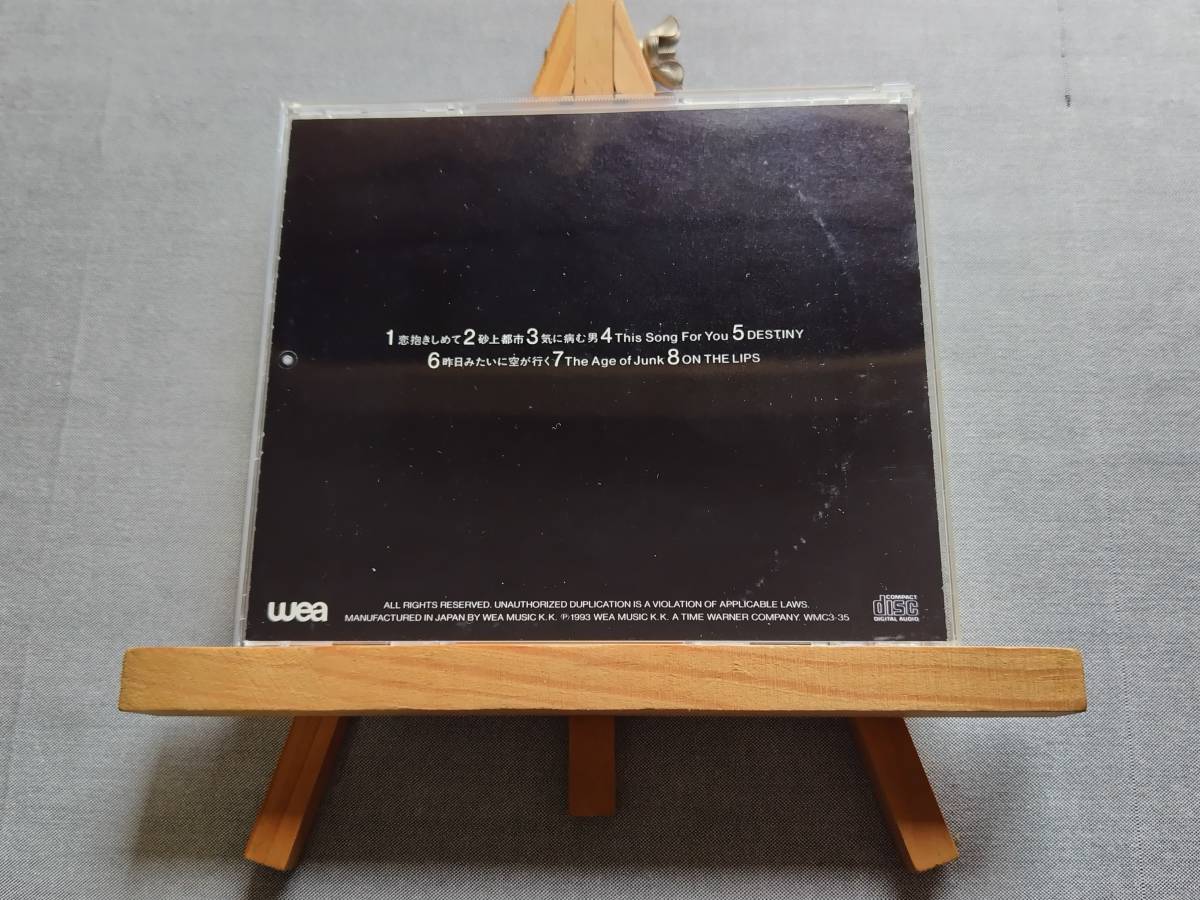 1 恋抱きしめて 2 砂上都市 3 気に病む男 4 This Song For You 5 DESTINY
6 昨日みたいに空が行く 7 The Age of Junk 8 ON THE LIPS
wea
ALL RIGHTS RESERVED. UNAUTHORIZED DUPLICATION IS A VIOLATION OF APPLICABLE LAWS.
MANUFACTURED IN JAPAN BY WEA MUSIC K.K. ℗1993 WEA MUSIC K.K. A TIME WARNER COMPANY. WMC3-35
COMPACT
disc
DIGITAL AUDIO